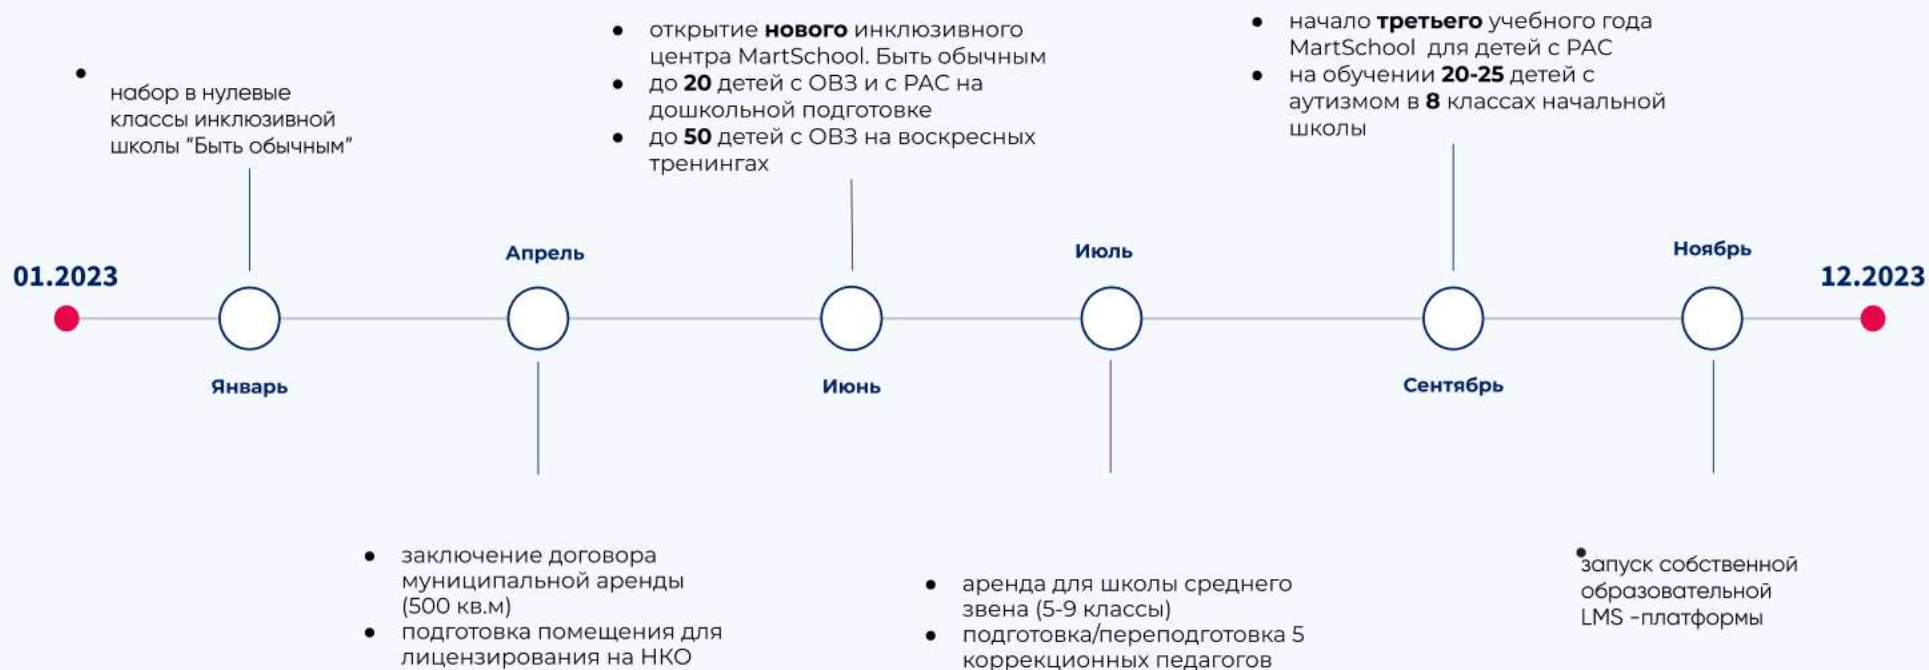 ● набор в нулевые
классы инклюзивной
школы "Быть обычным"
● открытие нового инклюзивного
центра MartSchool. Быть обычным
● до 20 детей с ОВЗ и с РАС на
дошкольной подготовке
● до 50 детей с ОВЗ на воскресных
тренингах
● начало третьего учебного года
MartSchool для детей с РАС
● на обучении 20-25 детей с
аутизмом в 8 классах начальной
школы
01.2023
Январь
Апрель
Июнь
Июль
Сентябрь
Ноябрь
12.2023
● заключение договора
муниципальной аренды
(500 кв.м)
● подготовка помещения для
лицензирования на НКО
● аренда для школы среднего
звена (5-9 классы)
● подготовка/переподготовка 5
коррекционных педагогов
● запуск собственной
образовательной
LMS -платформы